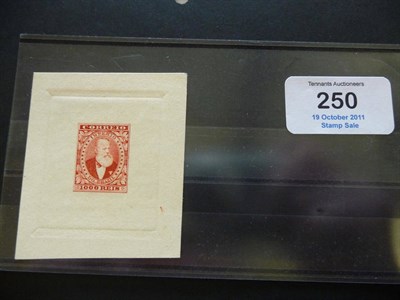 CORREIO
1000 REIS
Tennants Auctioneers
250
19 October 2011
Stamp Sale